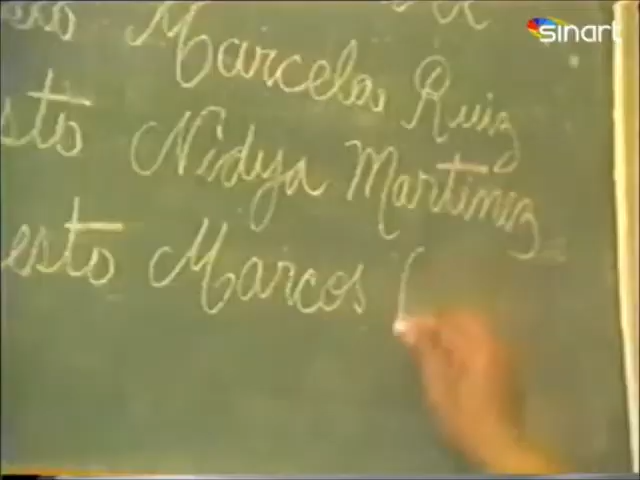 sinart
Marcela Ruiz
sto Nidya Martinez
esto Marcos